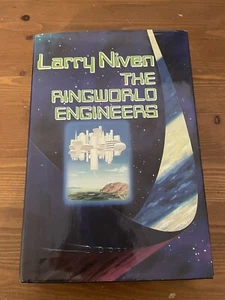 Larry Niven
THE
RINGWORLD
ENGINEERS